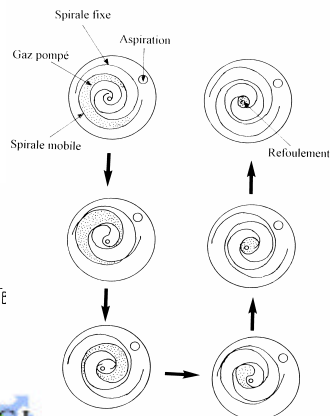 Spirale fixe
Aspiration
Gaz pompé
Spirale mobile
Refoulement